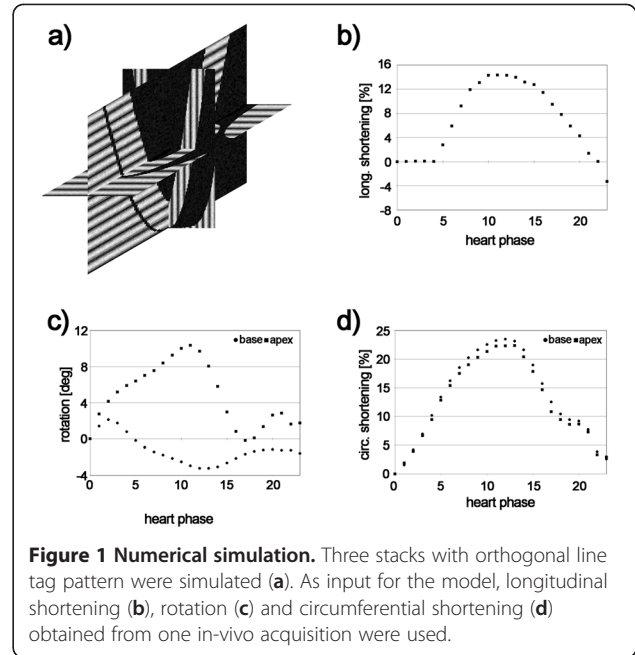 a)
b)
long. shortening [%]
16
12
8
4
0
-4
-8
0 5 10 15 20
heart phase
c)
●base ■apex
rotation [deg]
12
8
4
0
-4
0 5 10 15 20
heart phase
d)
●base ■apex
circ. shortening [%]
25
20
15
10
5
0
0 5 10 15 20
heart phase
Figure 1 Numerical simulation. Three stacks with orthogonal line
tag pattern were simulated (a). As input for the model, longitudinal
shortening (b), rotation (c) and circumferential shortening (d)
obtained from one in-vivo acquisition were used.